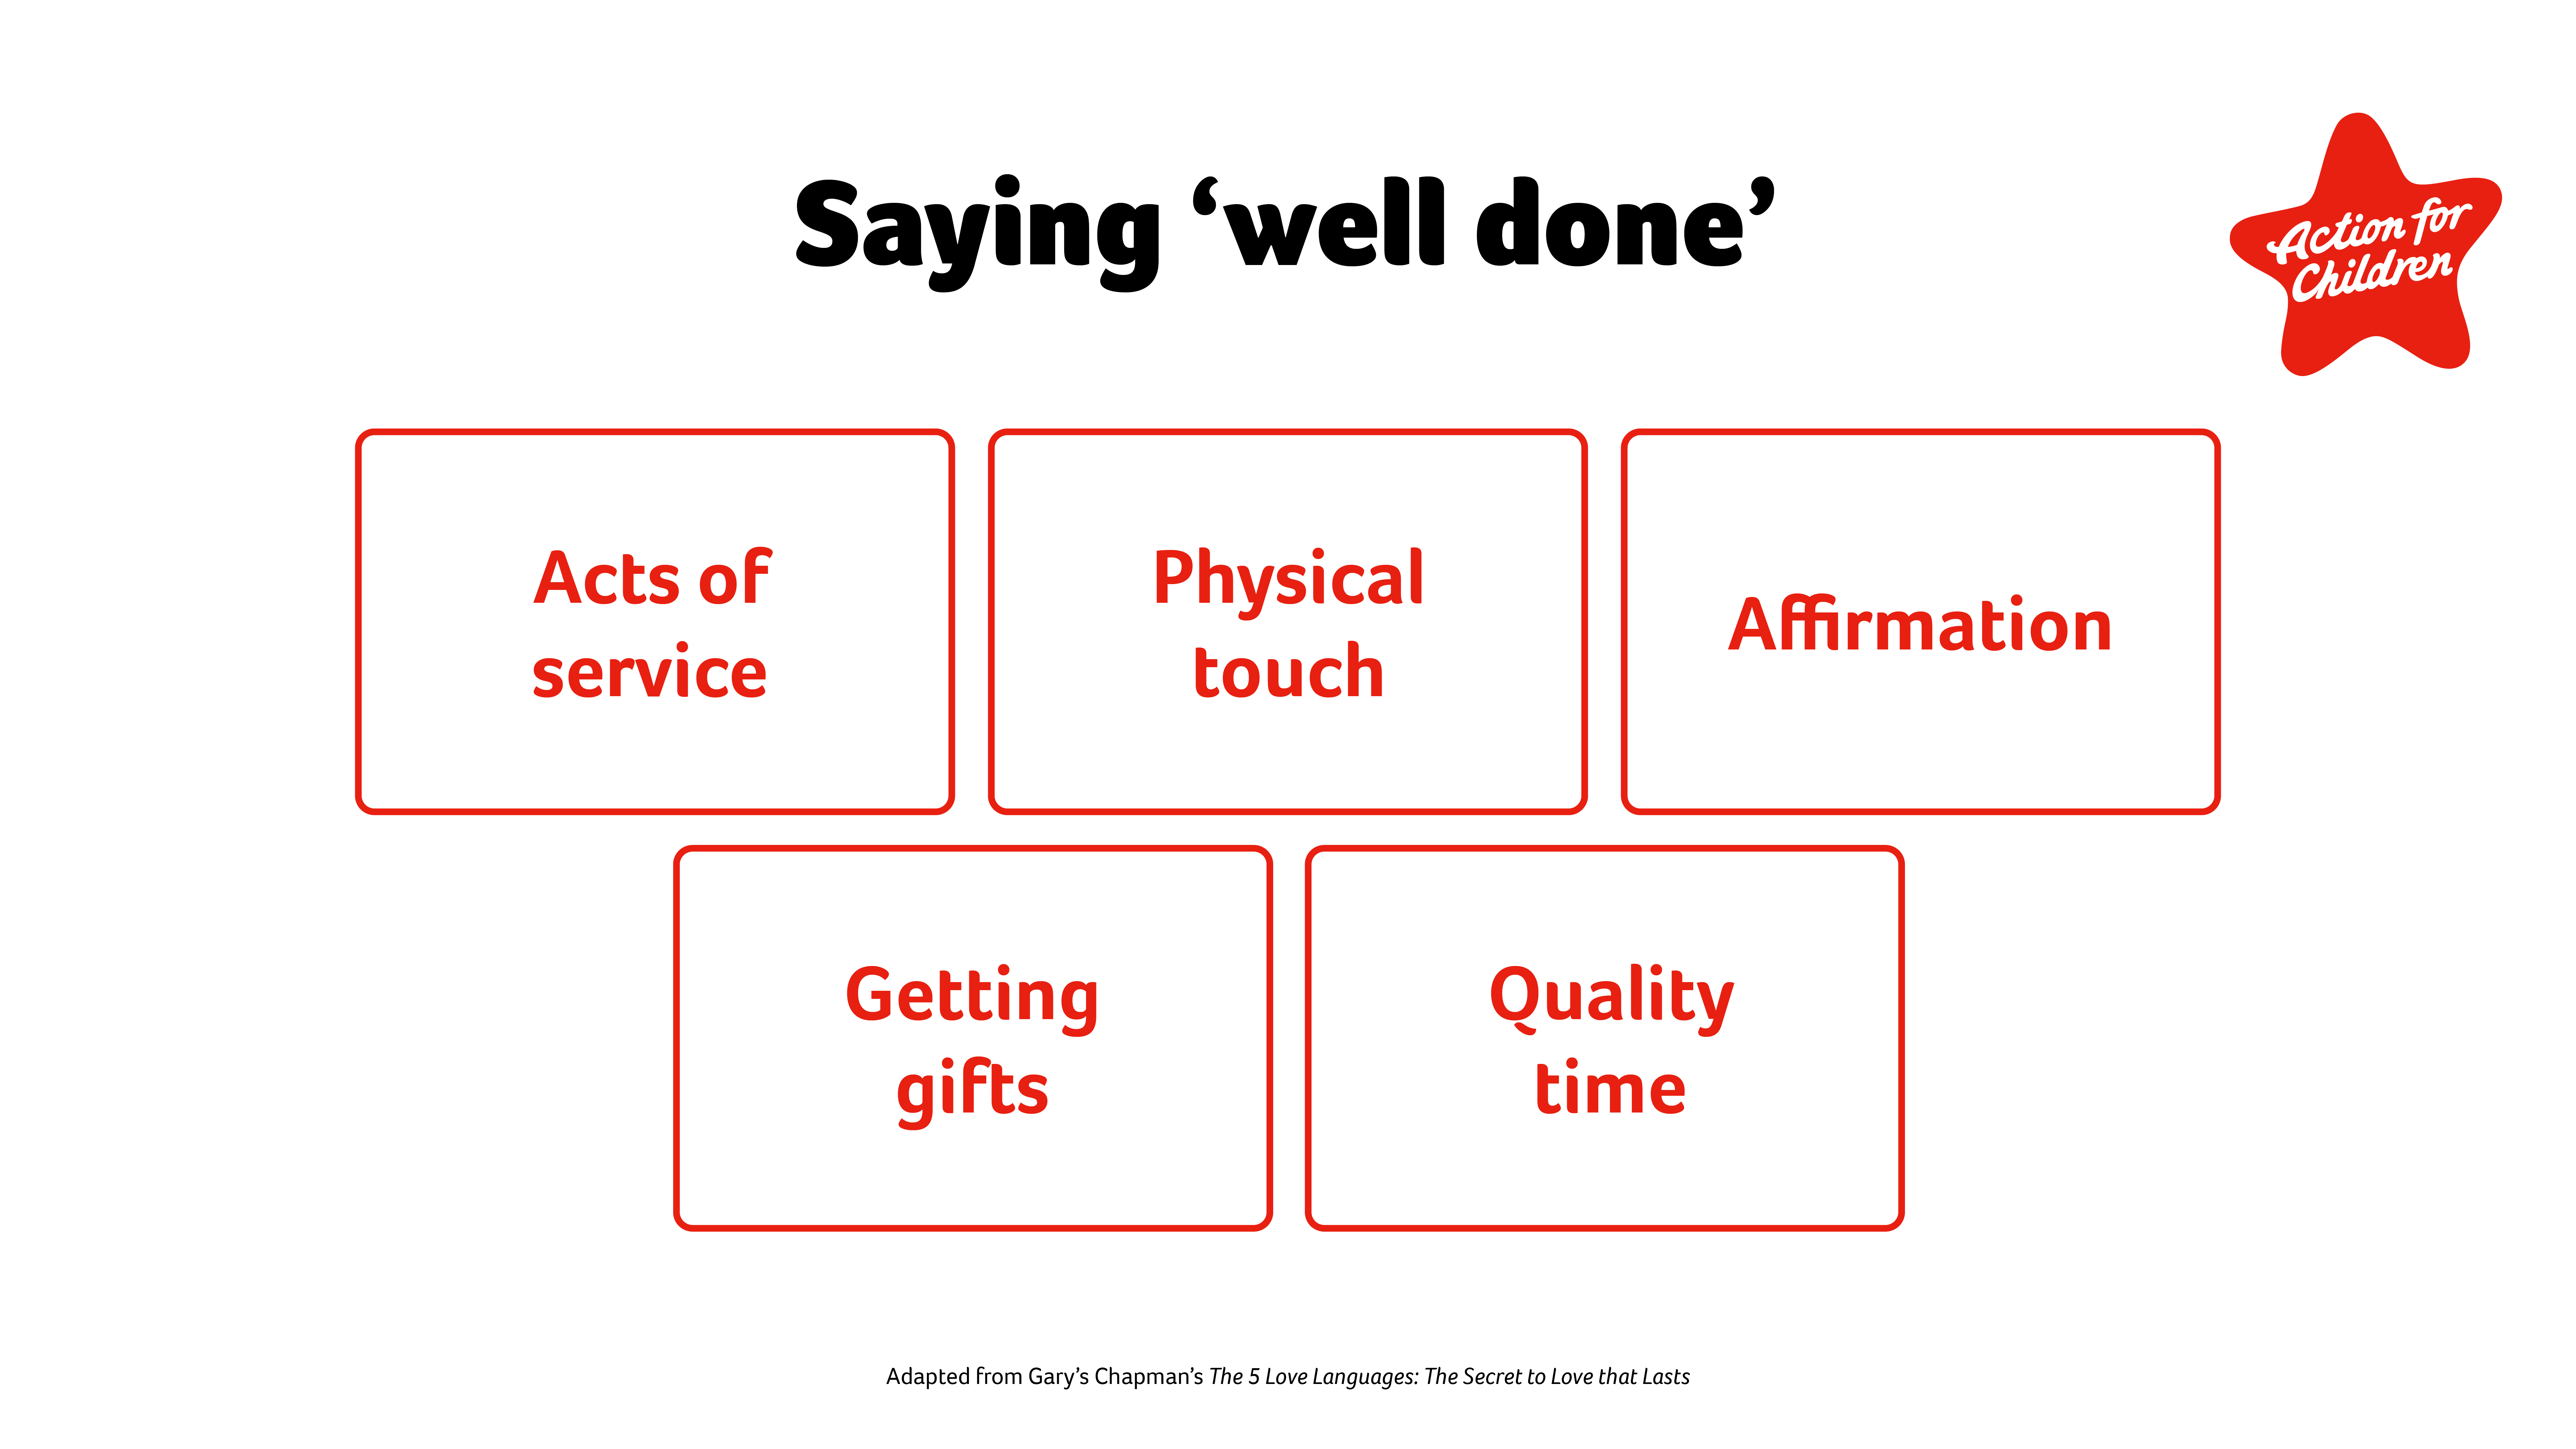 Saying ‘well done’
Action for
Children
Acts of
service
Physical
touch
Affirmation
Getting
gifts
Quality
time
Adapted from Gary’s Chapman’s The 5 Love Languages: The Secret to Love that Lasts